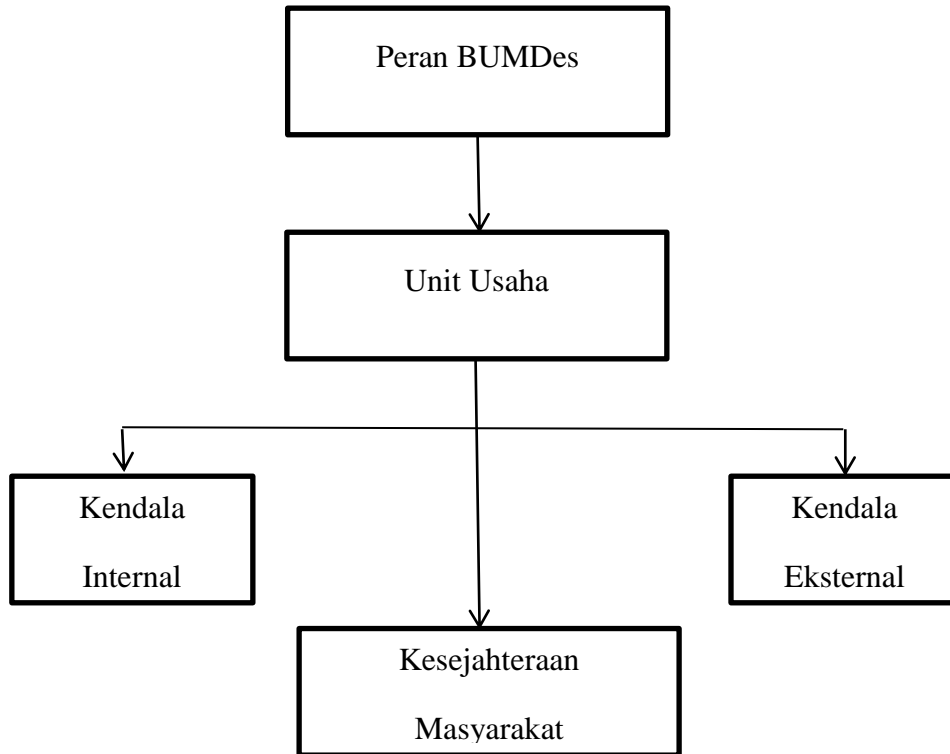 Peran BUMDes
Unit Usaha
Kendala
Internal
Kendala
Eksternal
Kesejahteraan
Masyarakat